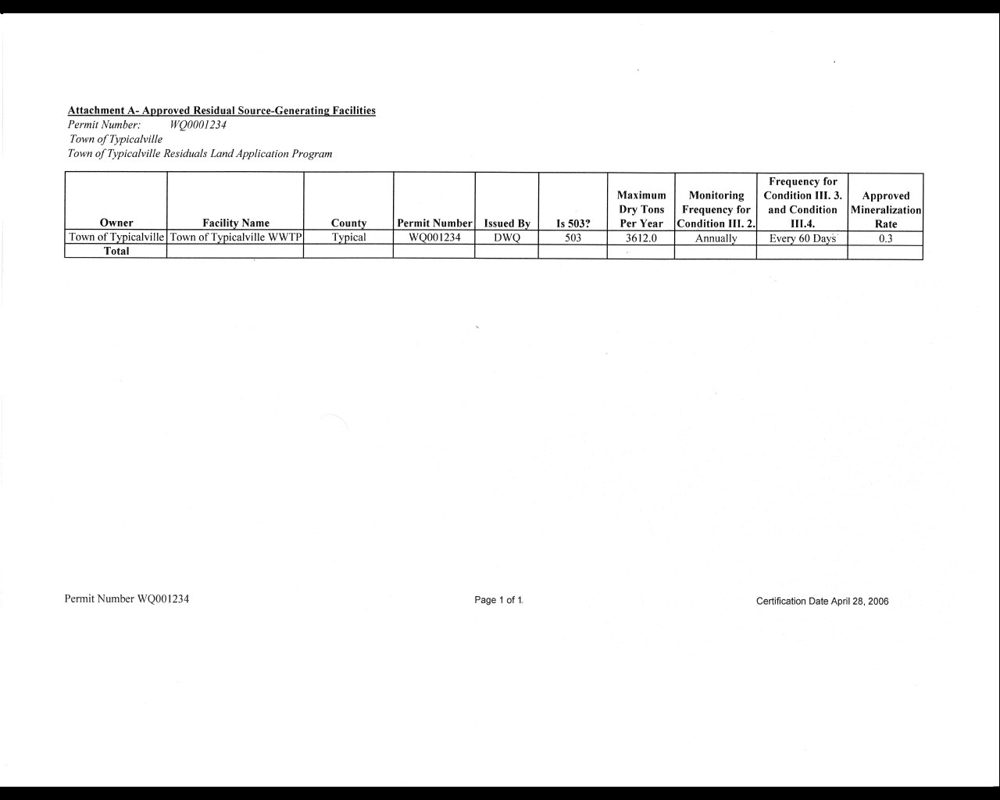 Attachment A- Approved Residual Source-Generating Facilities
Permit Number: WQ0001234
Town of Typicalville
Town of Typicalville Residuals Land Application Program
Owner Facility Name County Permit Number Issued By Is 503? Maximum Dry Tons Per Year Monitoring Frequency for Condition III. 2. Frequency for Condition III. 3. and Condition III.4. Approved Mineralization Rate
Town of Typicalville Town of Typicalville WWTP Typical WQ001234 DWQ 503 3612.0 Annually Every 60 Days 0.3
Total
Permit Number WQ001234 Page 1 of 1. Certification Date April 28, 2006